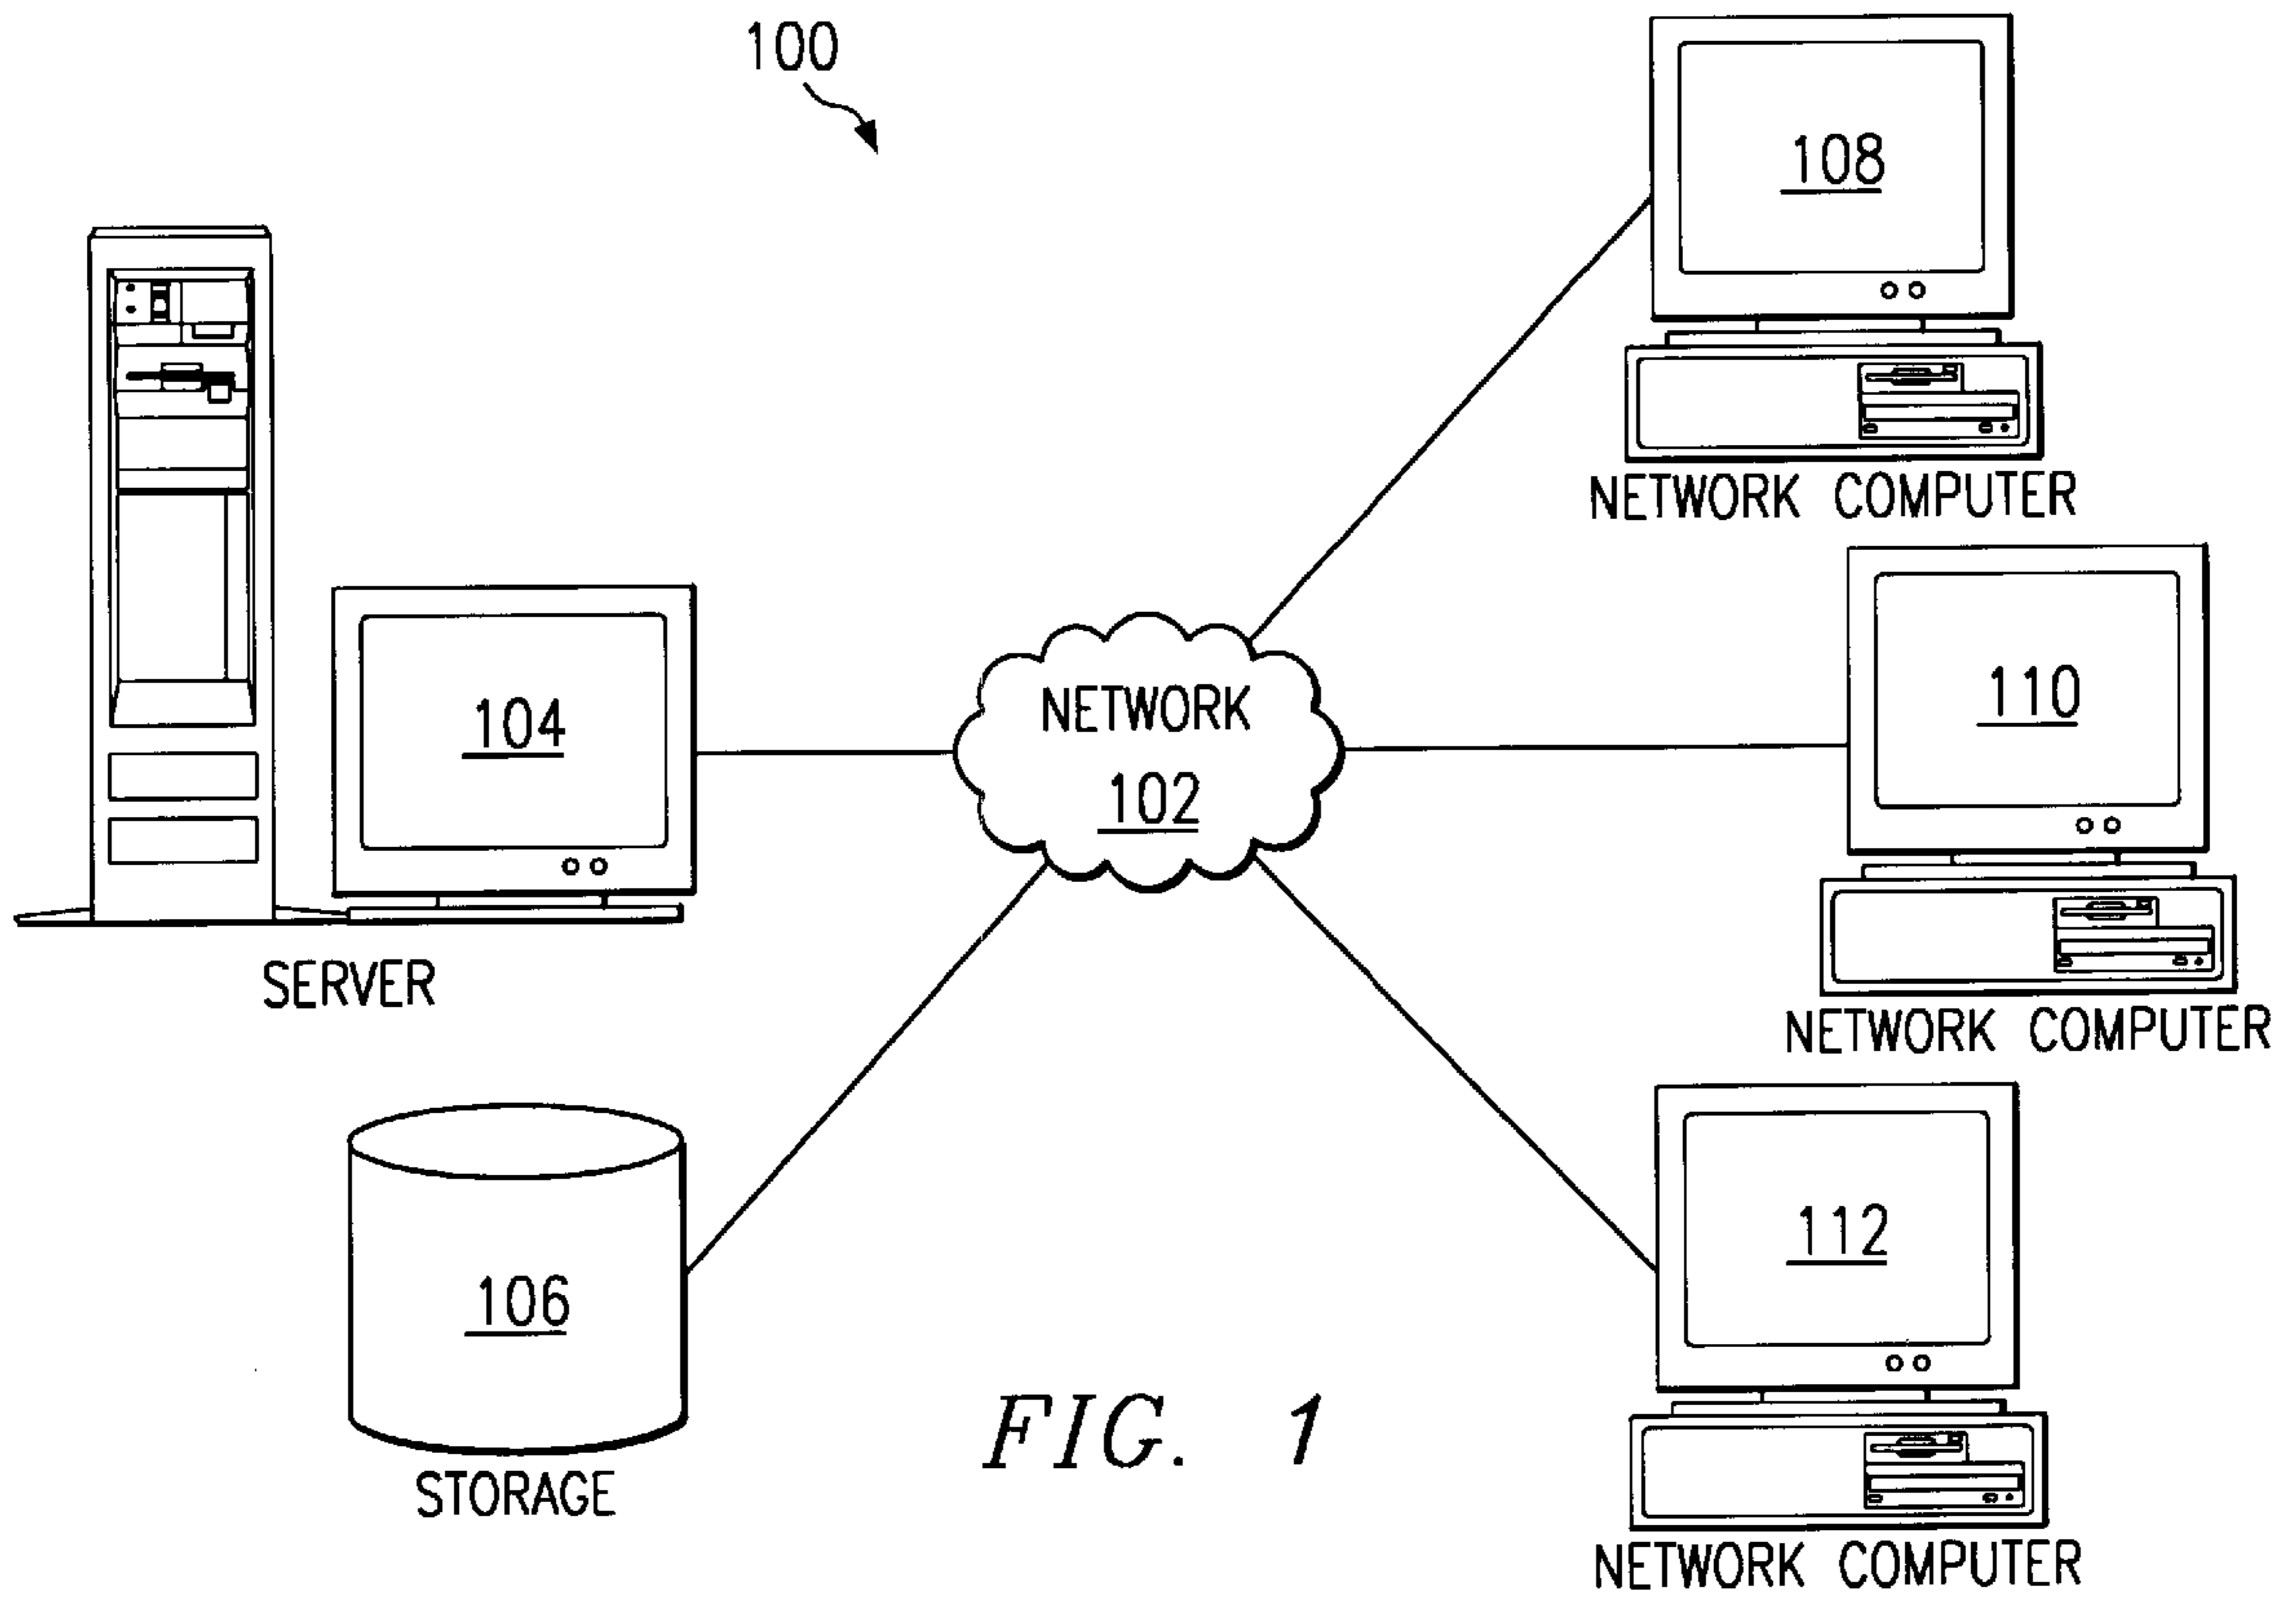 100
108
NETWORK COMPUTER
104
SERVER
NETWORK
102
110
NETWORK COMPUTER
106
STORAGE
112
NETWORK COMPUTER
FIG. 1